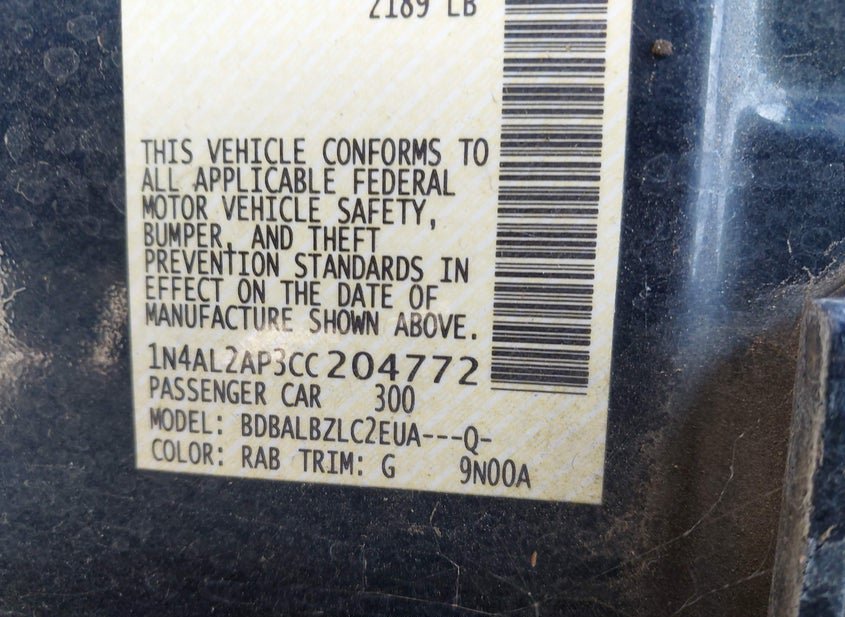 2189 LB
THIS VEHICLE CONFORMS TO
ALL APPLICABLE FEDERAL
MOTOR VEHICLE SAFETY,
BUMPER, AND THEFT
PREVENTION STANDARDS IN
EFFECT ON THE DATE OF
MANUFACTURE SHOWN ABOVE.
1N4AL2AP3CC204772
PASSENGER CAR 300
MODEL: BDBALBZLC2EUA---Q-
COLOR: RAB TRIM: G 9N00A